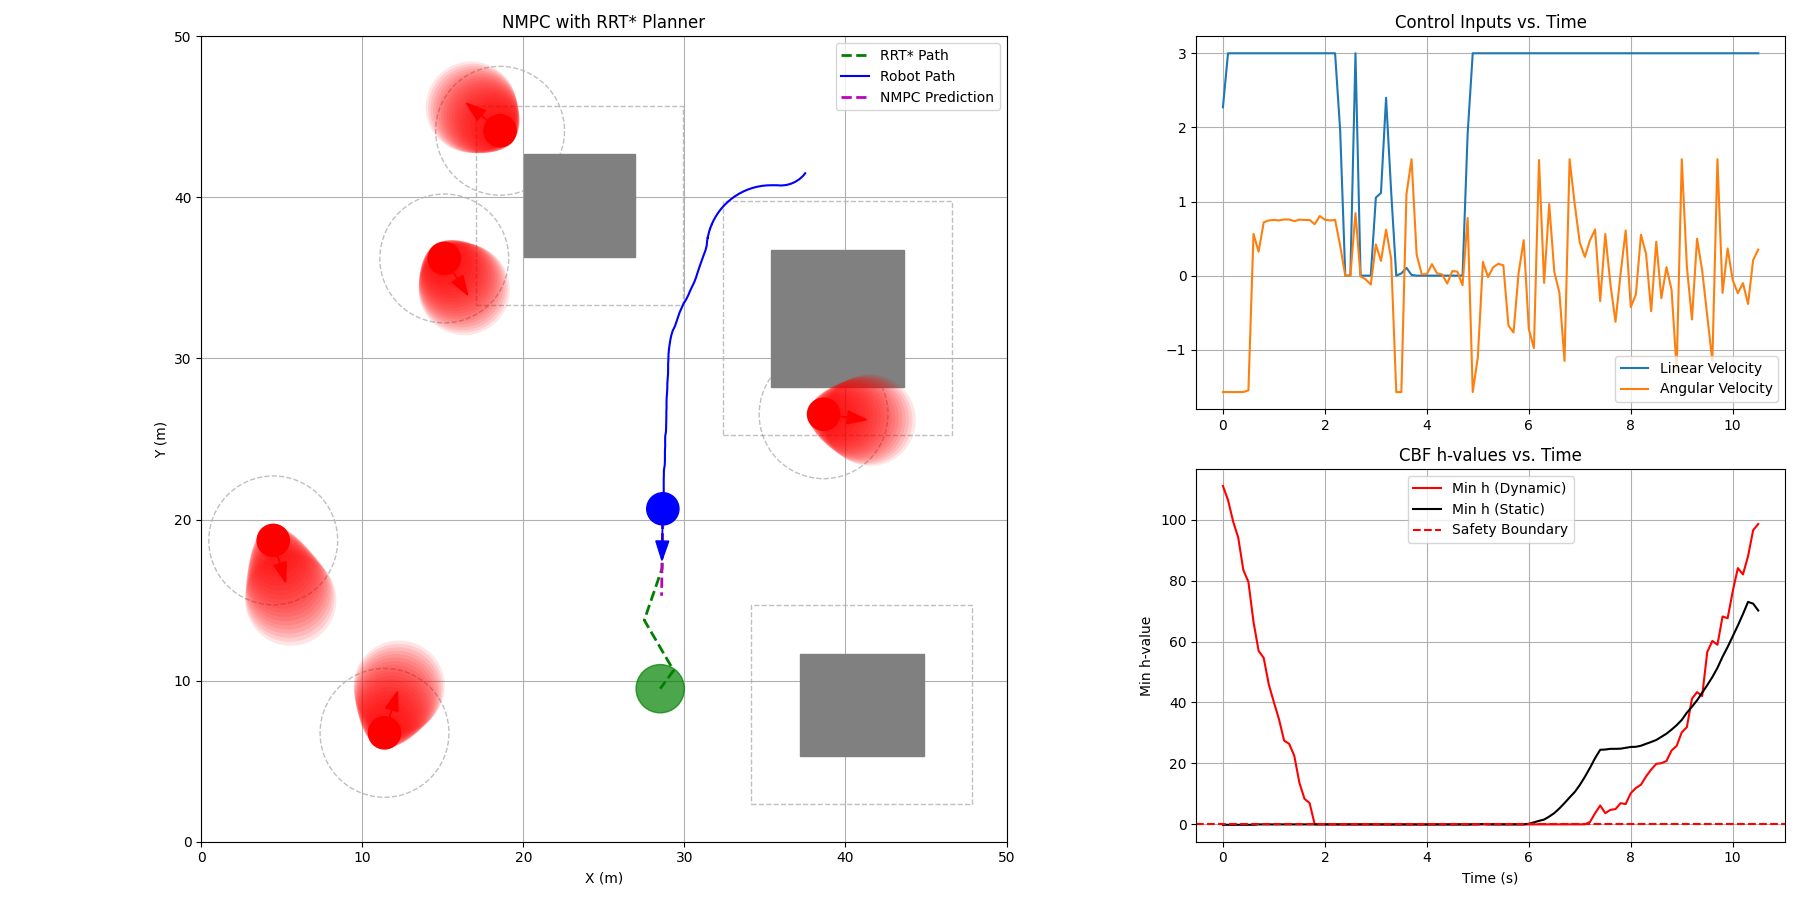 NMPC with RRT* Planner
50
40
30
20
10
0
Y (m)
0 10 20 30 40 50
X (m)
RRT* Path
Robot Path
NMPC Prediction
Control Inputs vs. Time
3
2
1
0
−1
0 2 4 6 8 10
Linear Velocity
Angular Velocity
CBF h-values vs. Time
Min h (Dynamic)
Min h (Static)
Safety Boundary
100
80
60
40
20
0
Min h-value
0 2 4 6 8 10
Time (s)